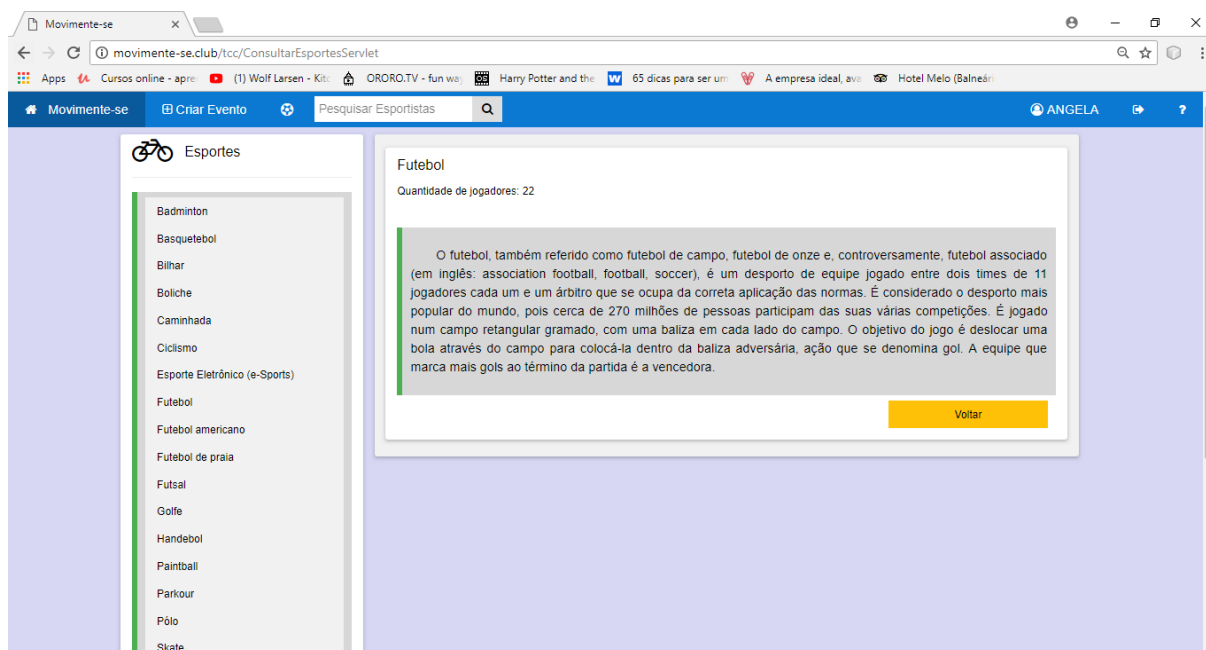 Movimente-se
movimente-se.club/tcc/ConsultarEsportesServlet
Apps Cursos online - apre (1) Wolf Larsen - Kitc ORORO.TV - fun way Harry Potter and the 65 dicas para ser um A empresa ideal, ava Hotel Melo (Balneári
Movimente-se Criar Evento Pesquisar Esportistas ANGELA ?
Esportes
Badminton
Basquetebol
Bilhar
Boliche
Caminhada
Ciclismo
Esporte Eletrônico (e-Sports)
Futebol
Futebol americano
Futebol de praia
Futsal
Golfe
Handebol
Paintball
Parkour
Pólo
Skate
Futebol
Quantidade de jogadores: 22
O futebol, também referido como futebol de campo, futebol de onze e, controversamente, futebol associado
(em inglês: association football, football, soccer), é um desporto de equipe jogado entre dois times de 11
jogadores cada um e um árbitro que se ocupa da correta aplicação das normas. É considerado o desporto mais
popular do mundo, pois cerca de 270 milhões de pessoas participam das suas várias competições. É jogado
num campo retangular gramado, com uma baliza em cada lado do campo. O objetivo do jogo é deslocar uma
bola através do campo para colocá-la dentro da baliza adversária, ação que se denomina gol. A equipe que
marca mais gols ao término da partida é a vencedora.
Voltar